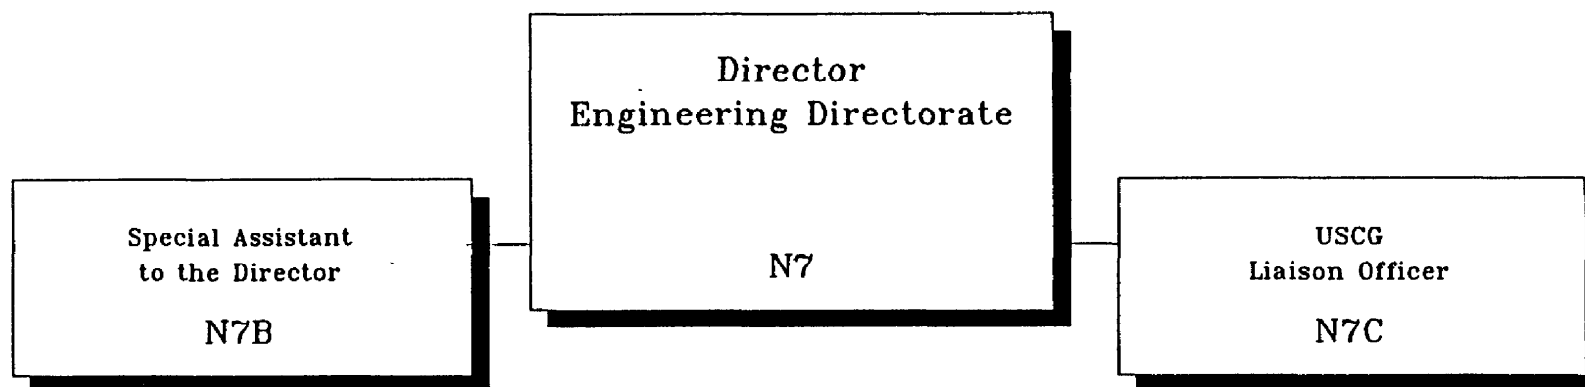 Director
Engineering Directorate
N7
Special Assistant
to the Director
N7B
USCG
Liaison Officer
N7C